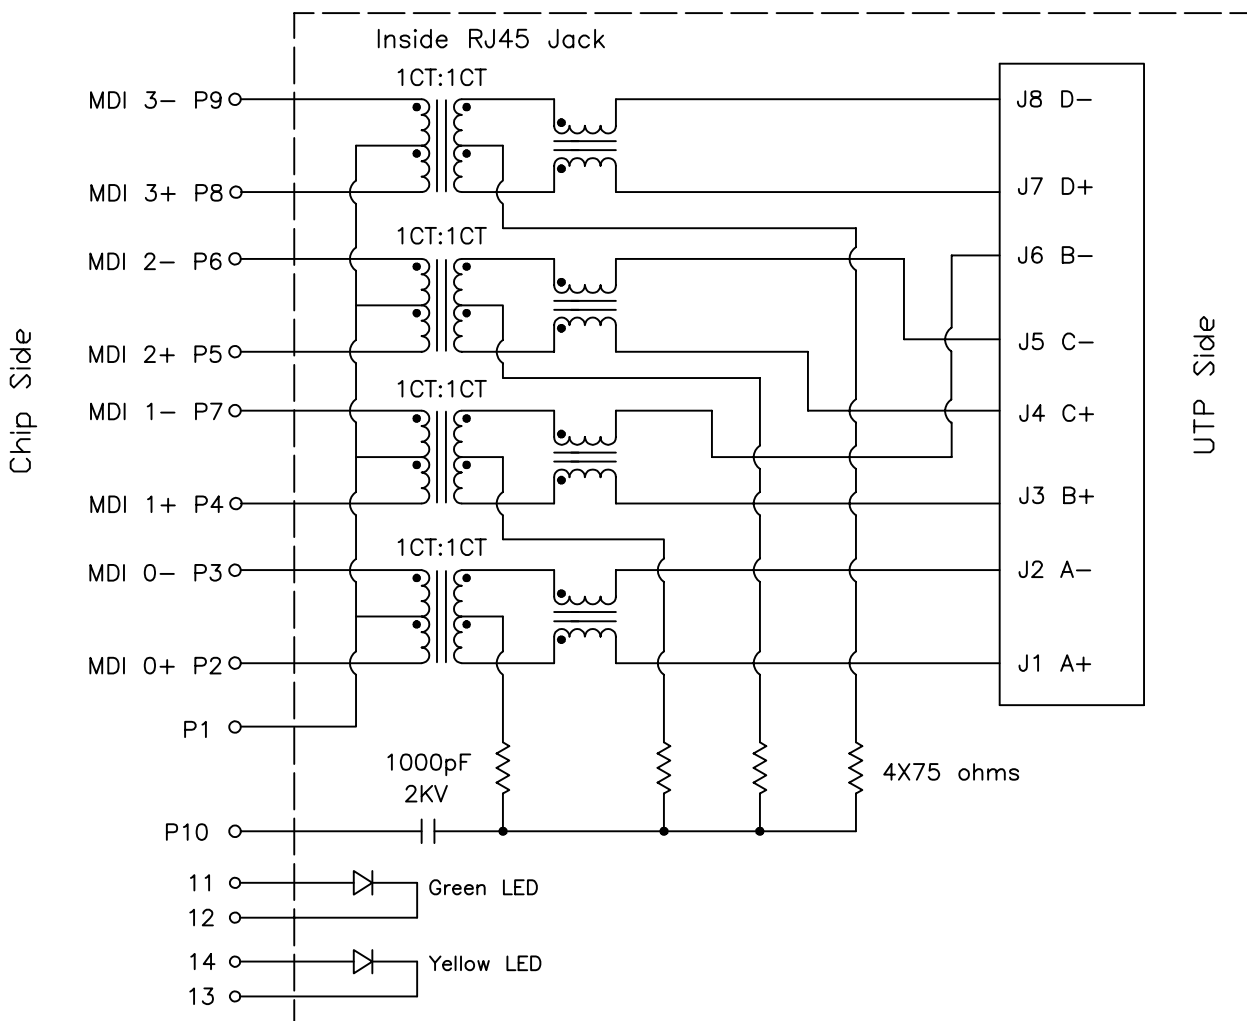 Inside RJ45 Jack
1CT:1CT
MDI 3- P9
J8 D-
MDI 3+ P8
J7 D+
1CT:1CT
MDI 2- P6
J6 B-
MDI 2+ P5
J5 C-
1CT:1CT
MDI 1- P7
J4 C+
MDI 1+ P4
J3 B+
1CT:1CT
MDI 0- P3
J2 A-
MDI 0+ P2
J1 A+
Chip Side
UTP Side
P1
1000pF
2KV
4X75 ohms
P10
11
Green LED
12
14
Yellow LED
13